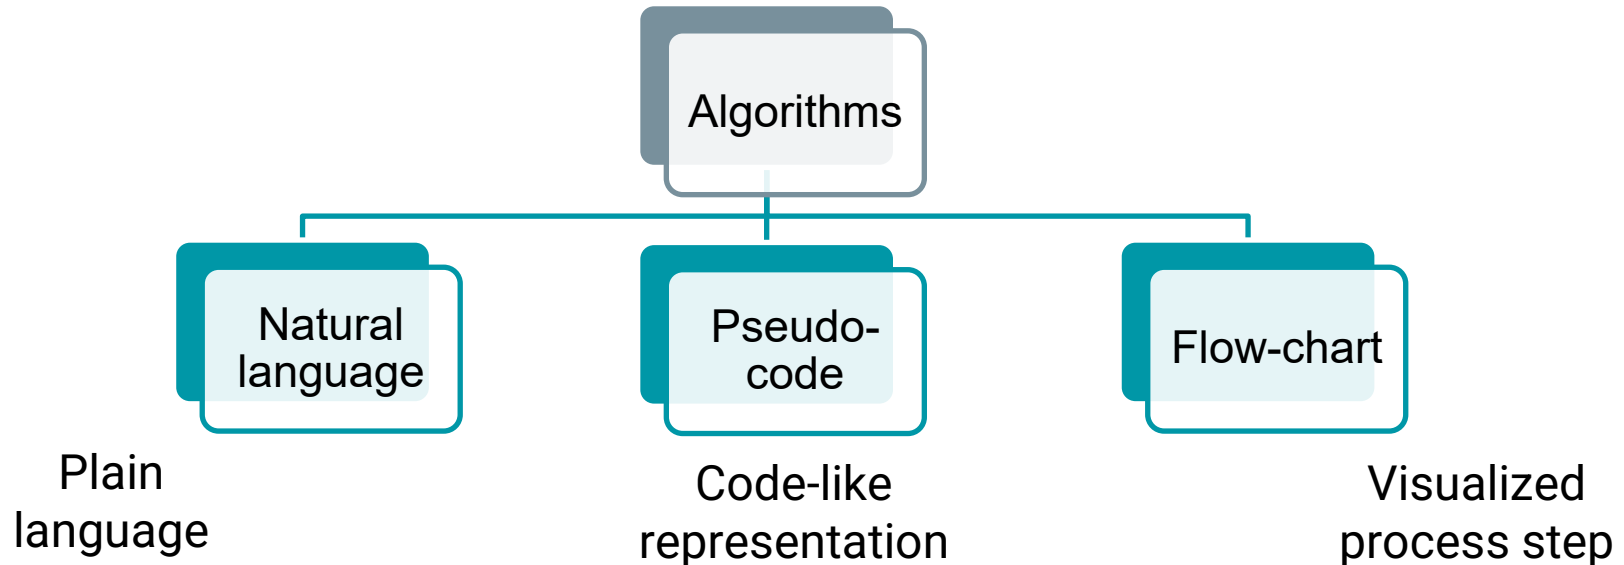 Algorithms
Natural
language
Pseudo-
code
Flow-chart
Plain
language
Code-like
representation
Visualized
process step